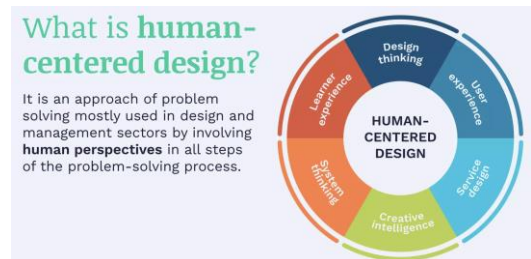 What is human-
centered design?
It is an approach of problem
solving mostly used in design and
management sectors by involving
human perspectives in all steps
of the problem-solving process.
Design
thinking
User
experience
Service
design
Creative
intelligence
System
thinking
Learner
experience
HUMAN-
CENTERED
DESIGN